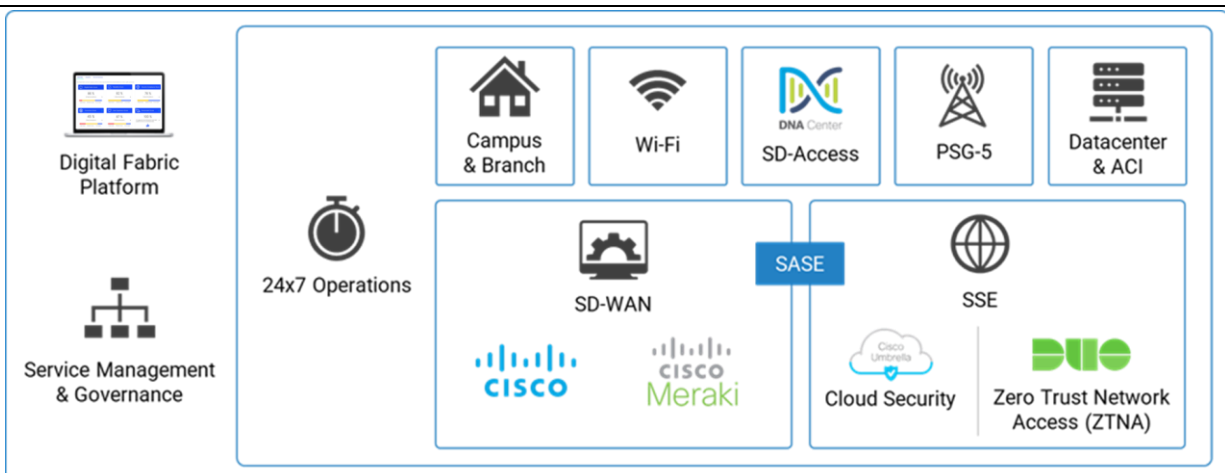 Digital Fabric
Platform
Service Management
& Governance
24x7 Operations
Campus
& Branch
Wi-Fi
DNA Center
SD-Access
PSG-5
Datacenter
& ACI
SD-WAN
CISCO
CISCO
Meraki
SASE
SSE
Cisco
Umbrella
Cloud Security
DUO
Zero Trust Network
Access (ZTNA)